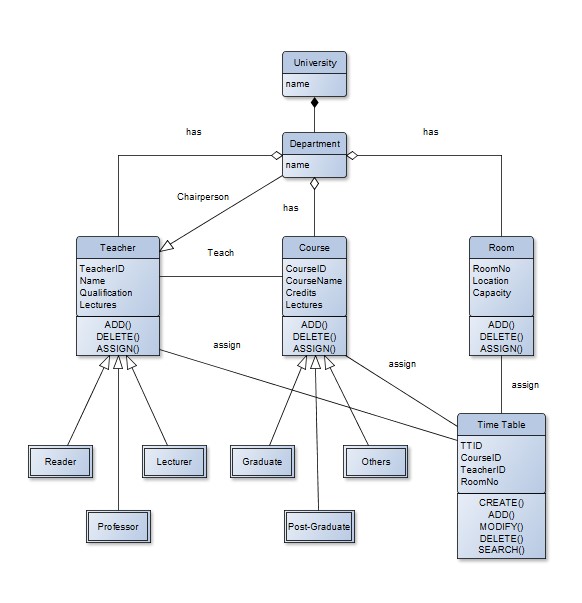 University
name
has
Department
has
name
Chairperson
has
Teacher
TeacherID
Name
Qualification
Lectures
ADD()
DELETE()
ASSIGN()
Teach
Course
CourseID
CourseName
Credits
Lectures
ADD()
DELETE()
ASSIGN()
Room
RoomNo
Location
Capacity
ADD()
DELETE()
ASSIGN()
assign
assign
assign
Reader
Lecturer
Professor
Graduate
Others
Post-Graduate
Time Table
TTID
CourseID
TeacherID
RoomNo
CREATE()
ADD()
MODIFY()
DELETE()
SEARCH()